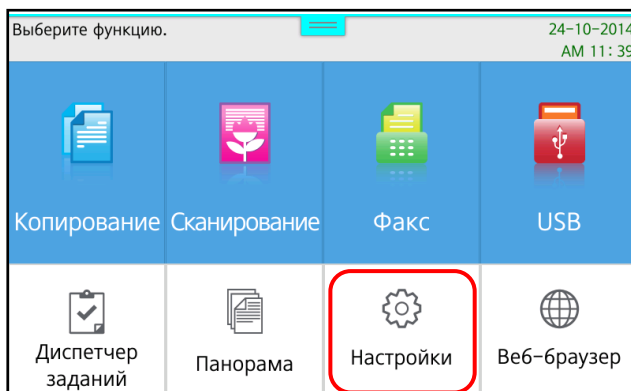 Выберите функцию.
24-10-2014
AM 11:39
Копирование
Сканирование
Факс
USB
Диспетчер
заданий
Панорама
Настройки
Веб-браузер